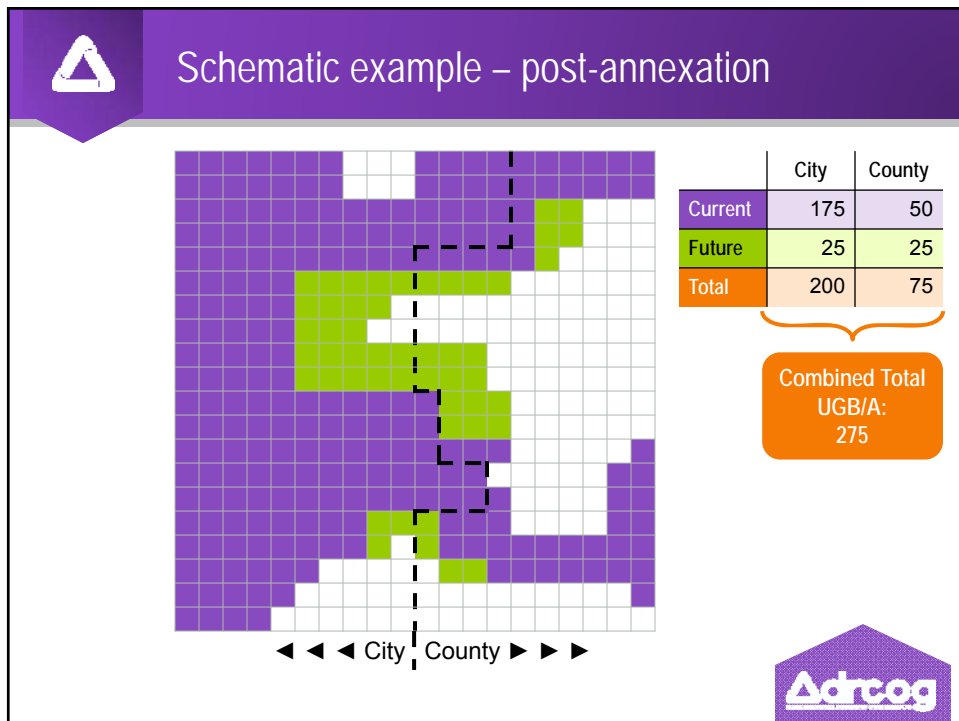 Schematic example – post-annexation
City County
Current 175 50
Future 25 25
Total 200 75
Combined Total
UGB/A:
275
◄ ◄ ◄ City County ► ► ►
drcog